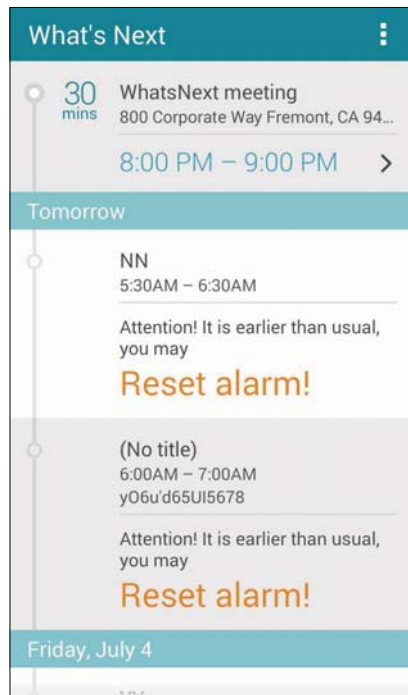 What's Next
30
mins
WhatsNext meeting
800 Corporate Way Fremont, CA 94...
8:00 PM – 9:00 PM
Tomorrow
NN
5:30AM – 6:30AM
Attention! It is earlier than usual,
you may
Reset alarm!
(No title)
6:00AM – 7:00AM
yO6u'd65UI5678
Attention! It is earlier than usual,
you may
Reset alarm!
Friday, July 4